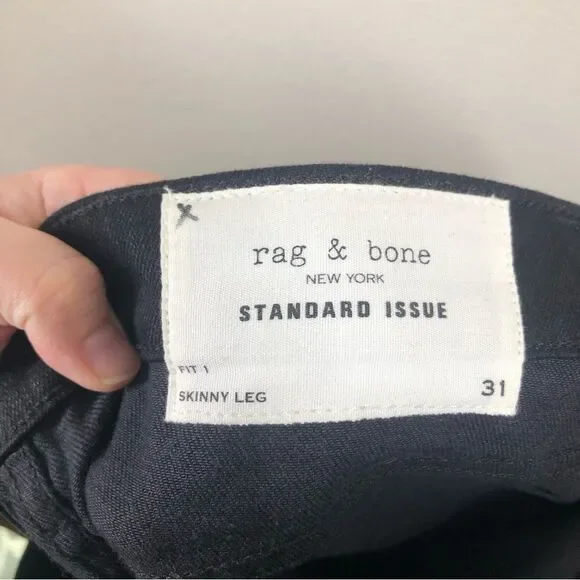 rag & bone
NEW YORK
STANDARD ISSUE
FIT 1
SKINNY LEG
31